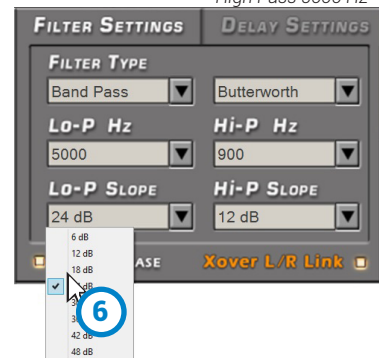 High Pass 5000 Hz
FILTER SETTINGS DELAY SETTINGS
FILTER TYPE
Band Pass Butterworth
LO-P HZ HI-P HZ
5000 900
LO-P SLOPE HI-P SLOPE
24 dB 12 dB
6 dB
12 dB
18 dB
ASE Xover L/R Link
6
42 dB
48 dB